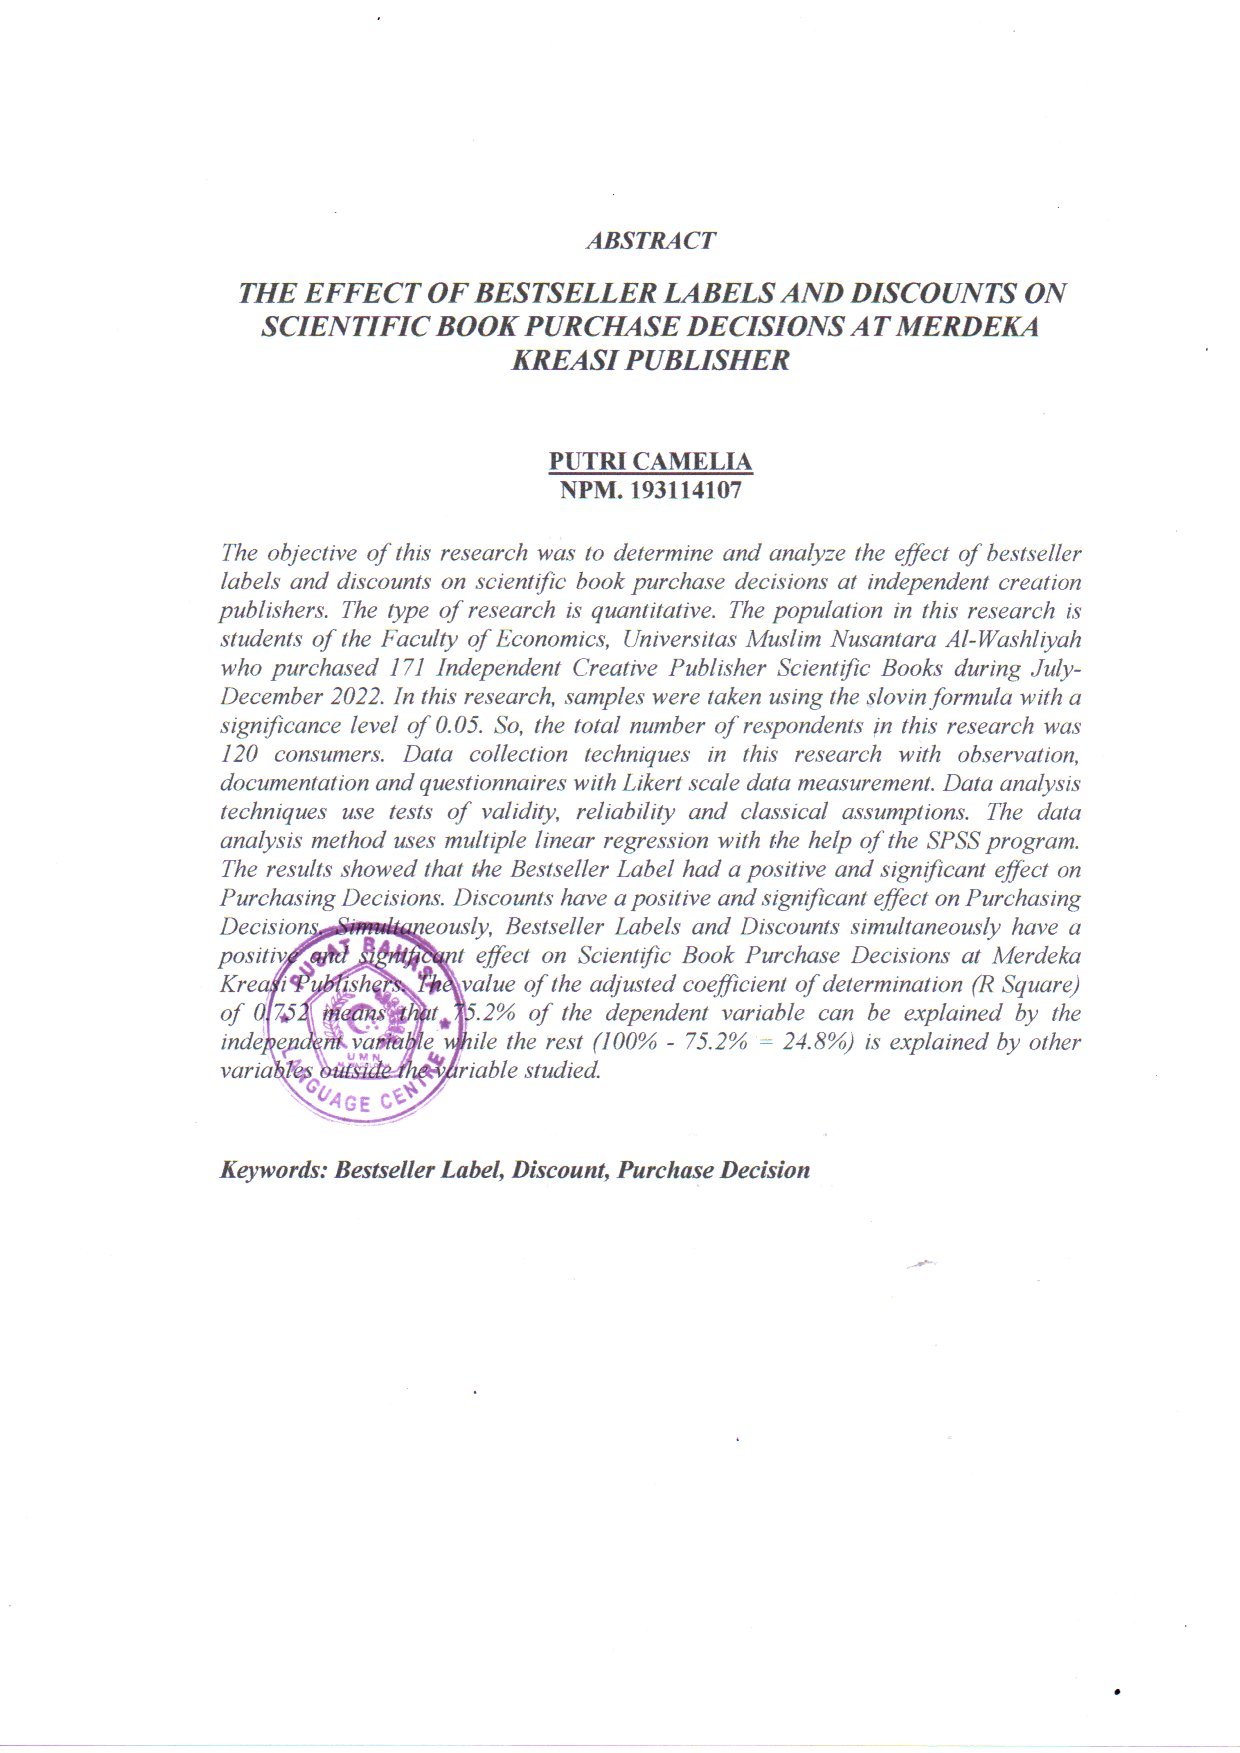 ABSTRACT
THE EFFECT OF BESTSELLER LABELS AND DISCOUNTS ON
SCIENTIFIC BOOK PURCHASE DECISIONS AT MERDEKA
KREASI PUBLISHER
PUTRI CAMELIA
NPM. 193114107
The objective of this research was to determine and analyze the effect of bestseller
labels and discounts on scientific book purchase decisions at independent creation
publishers. The type of research is quantitative. The population in this research is
students of the Faculty of Economics, Universitas Muslim Nusantara Al-Washliyah
who purchased 171 Independent Creative Publisher Scientific Books during July-
December 2022. In this research, samples were taken using the slovin formula with a
significance level of 0.05. So, the total number of respondents in this research was
120 consumers. Data collection techniques in this research with observation,
documentation and questionnaires with Likert scale data measurement. Data analysis
techniques use tests of validity, reliability and classical assumptions. The data
analysis method uses multiple linear regression with the help of the SPSS program.
The results showed that the Bestseller Label had a positive and significant effect on
Purchasing Decisions. Discounts have a positive and significant effect on Purchasing
Decisions. Simultaneously, Bestseller Labels and Discounts simultaneously have a
positive and significant effect on Scientific Book Purchase Decisions at Merdeka
Kreasi Publishers. The value of the adjusted coefficient of determination (R Square)
of 0.752 means that 75.2% of the dependent variable can be explained by the
independent variable while the rest (100% - 75.2% = 24.8%) is explained by other
variables outside the variable studied.
PUSAT BAHASA
UMN
LANGUAGE CENTRE
Keywords: Bestseller Label, Discount, Purchase Decision